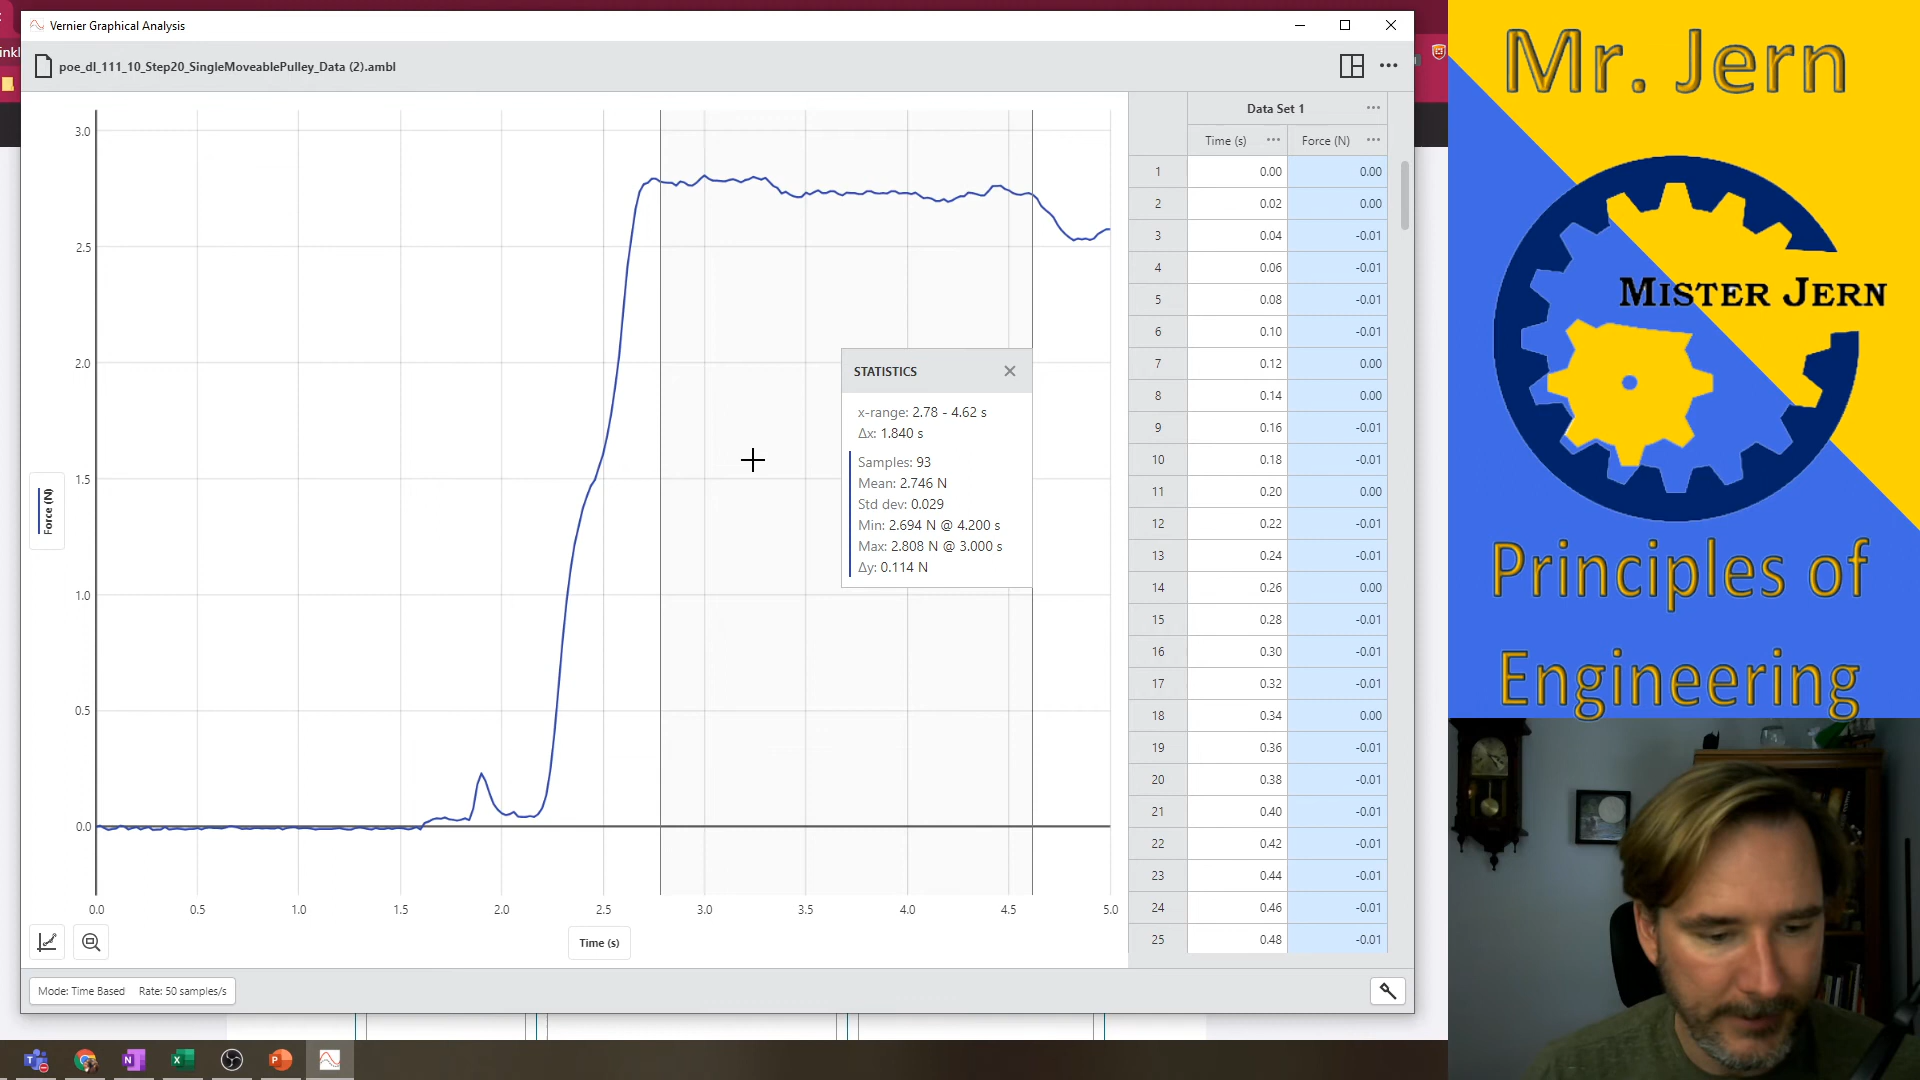 Vernier Graphical Analysis
inkl
poe_dl_111_10_Step20_SingleMoveablePulley_Data (2).ambl
3.0
2.5
2.0
1.5
1.0
0.5
0.0
Force (N)
0.0 0.5 1.0 1.5 2.0 2.5 3.0 3.5 4.0 4.5 5.0
Time (s)
STATISTICS
x-range: 2.78 - 4.62 s
Δx: 1.840 s
Samples: 93
Mean: 2.746 N
Std dev: 0.029
Min: 2.694 N @ 4.200 s
Max: 2.808 N @ 3.000 s
Δy: 0.114 N
Data Set 1
Time (s) Force (N)
1 0.00 0.00
2 0.02 0.00
3 0.04 -0.01
4 0.06 -0.01
5 0.08 -0.01
6 0.10 -0.01
7 0.12 0.00
8 0.14 0.00
9 0.16 -0.01
10 0.18 -0.01
11 0.20 0.00
12 0.22 -0.01
13 0.24 -0.01
14 0.26 0.00
15 0.28 -0.01
16 0.30 -0.01
17 0.32 -0.01
18 0.34 0.00
19 0.36 -0.01
20 0.38 -0.01
21 0.40 -0.01
22 0.42 -0.01
23 0.44 -0.01
24 0.46 -0.01
25 0.48 -0.01
Mode: Time Based Rate: 50 samples/s
Mr. Jern
MISTER JERN
Principles of
Engineering